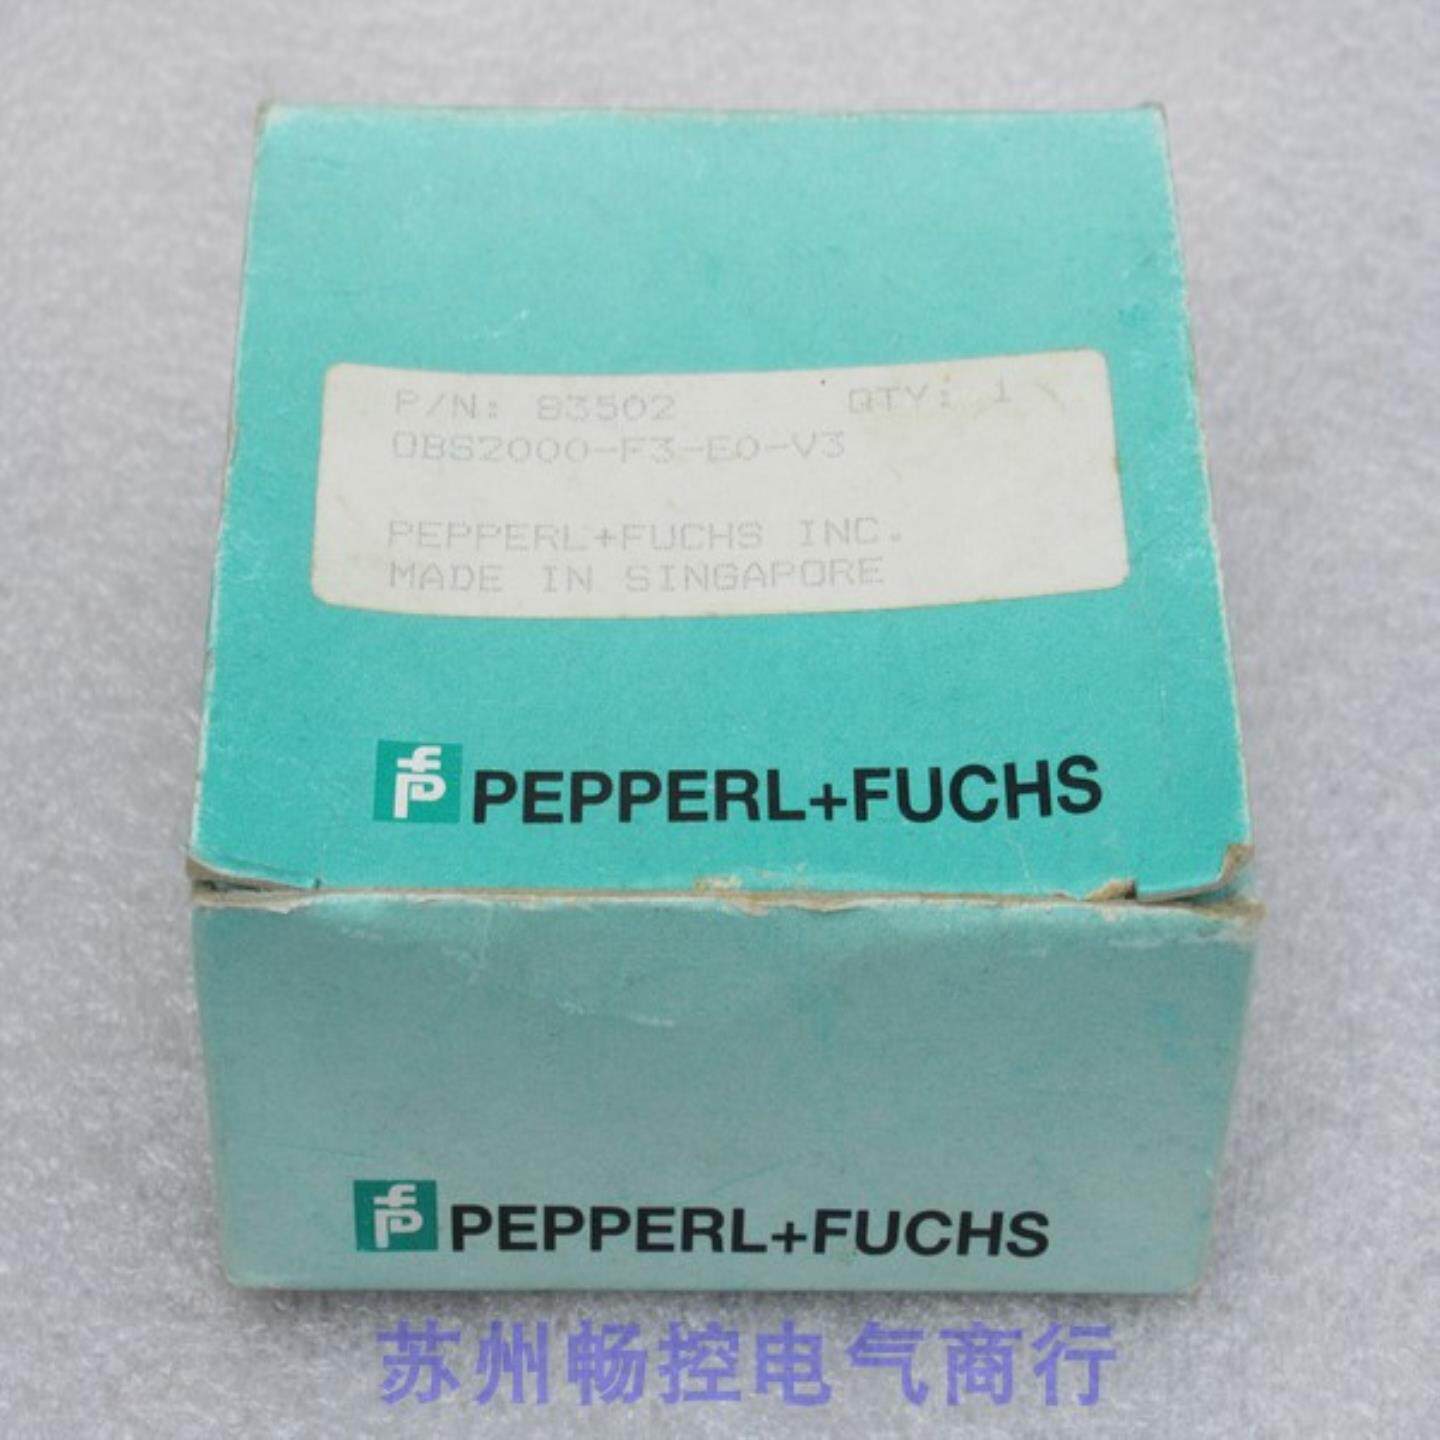 P/N: 83502 QTY: 1
OBS2000-F3-E0-V3
PEPPERL+FUCHS INC.
MADE IN SINGAPORE
PEPPERL+FUCHS
PEPPERL+FUCHS
苏州畅控电气商行